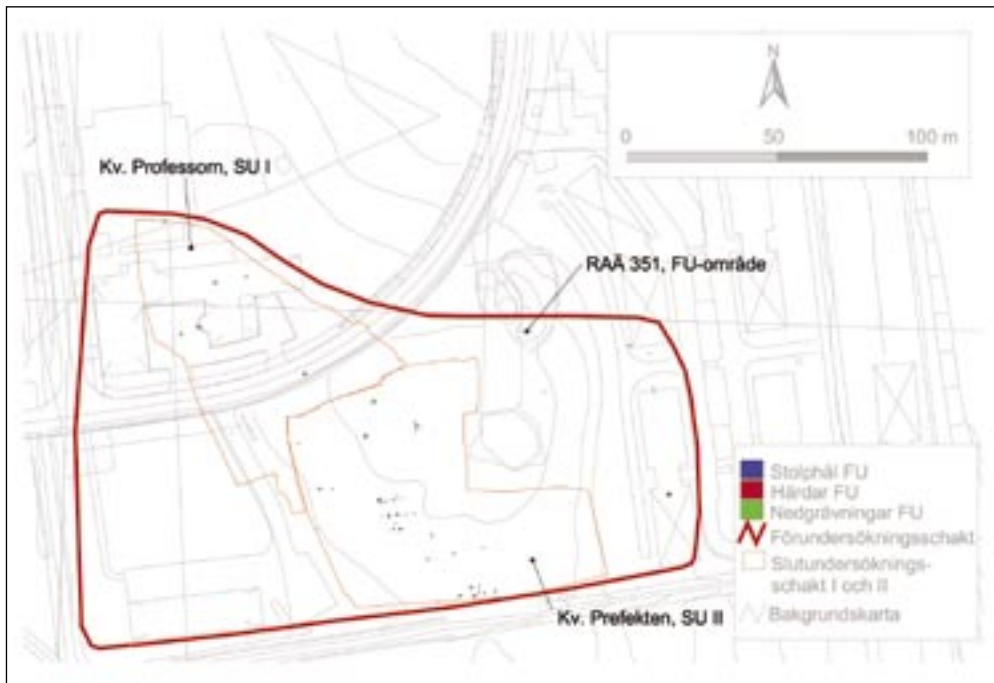 N
0 50 100 m
Kv. Professorn, SU I
RAÄ 351, FU-område
Stolphål FU
Härdar FU
Nedgrävningar FU
Förundersökningsschakt
Slutundersöknings-
schakt I och II
Bakgrundskarta
Kv. Prefekten, SU II